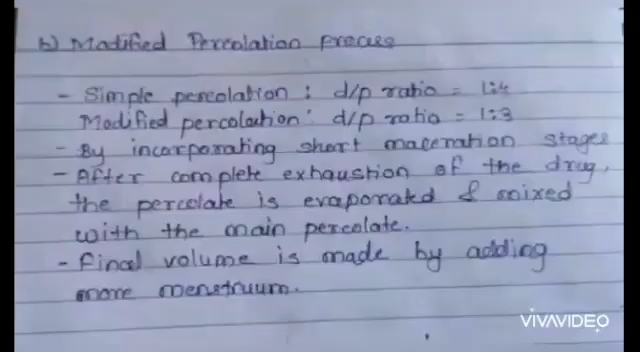 b) Modified Percolation process
- Simple percolation : d/p ratio = 1:4
Modified percolation : d/p ratio = 1:3
- By incorporating short maceration stages
- After complete exhaustion of the drug,
the percolate is evaporated & mixed
with the main percolate.
- Final volume is made by adding
more menstruum.
VIVAVIDEO